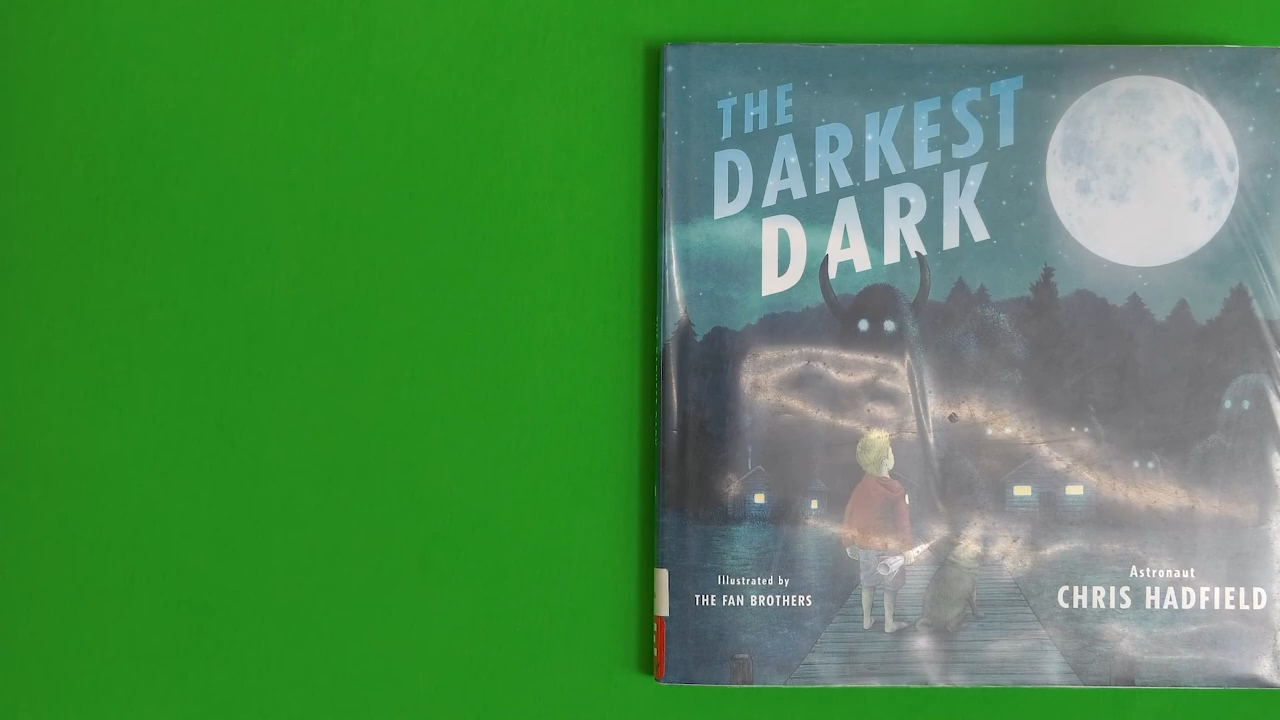 THE
DARKEST
DARK
Illustrated by
THE FAN BROTHERS
Astronaut
CHRIS HADFIELD